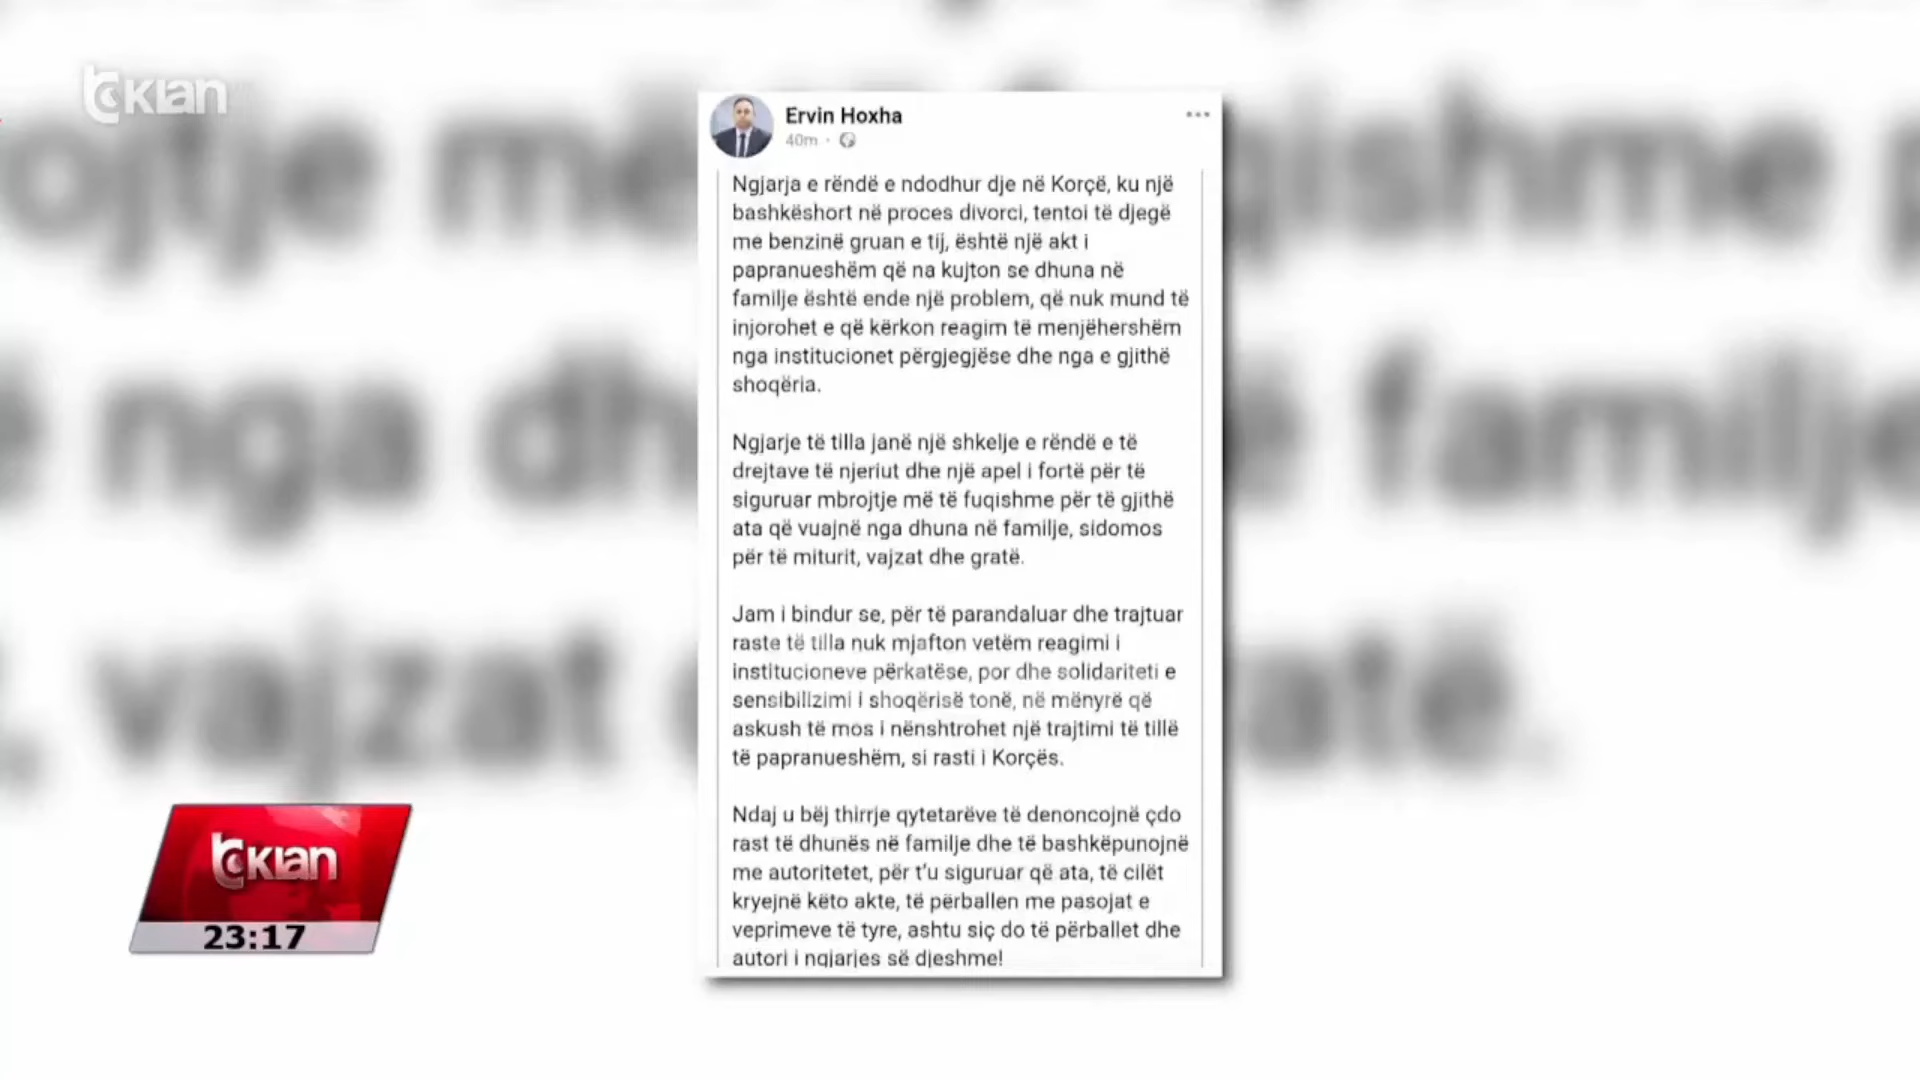 klan
Ervin Hoxha
40m
Ngjarja e rëndë e ndodhur dje në Korçë, ku një
bashkëshort në proces divorci, tentoi të djegë
me benzinë gruan e tij, është një akt i
papranueshëm që na kujton se dhuna në
familje është ende një problem, që nuk mund të
injorohet e që kërkon reagim të menjëhershëm
nga institucionet përgjegjëse dhe nga e gjithë
shoqëria.
Ngjarje të tilla janë një shkelje e rëndë e të
drejtave të njeriut dhe një apel i fortë për të
siguruar mbrojtje më të fuqishme për të gjithë
ata që vuajnë nga dhuna në familje, sidomos
për të miturit, vajzat dhe gratë.
Jam i bindur se, për të parandaluar dhe trajtuar
raste të tilla nuk mjafton vetëm reagimi i
institucioneve përkatëse, por dhe solidariteti e
sensibilizimi i shoqërisë tonë, në mënyrë që
askush të mos i nënshtrohet një trajtimi të tillë
të papranueshëm, si rasti i Korçës.
Ndaj u bëj thirrje qytetarëve të denoncojnë çdo
rast të dhunës në familje dhe të bashkëpunojnë
me autoritetet, për t'u siguruar që ata, të cilët
kryejnë këto akte, të përballen me pasojat e
veprimeve të tyre, ashtu siç do të përballet dhe
autori i ngjarjes së djeshme!
klan
23:17